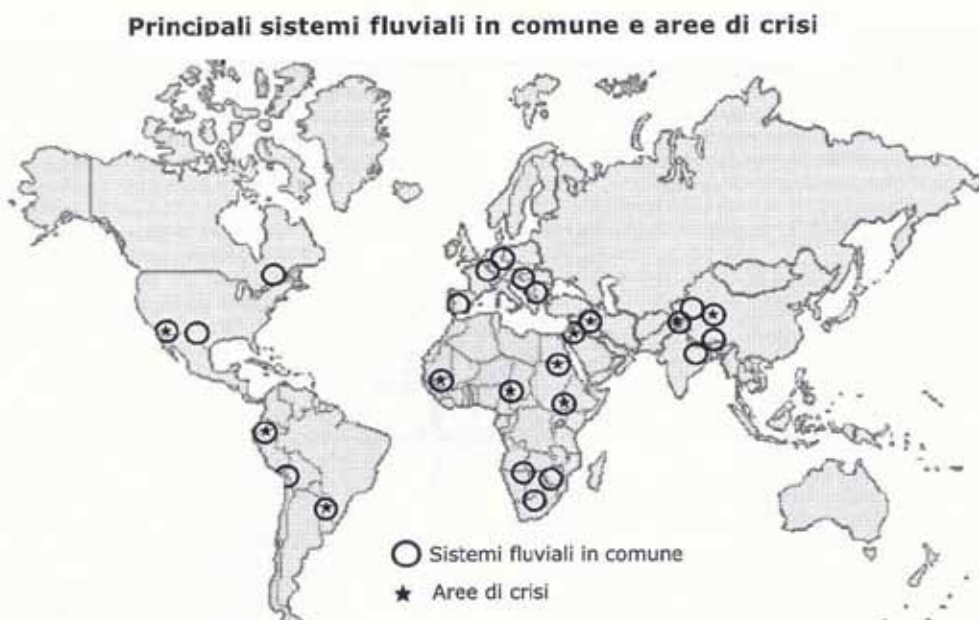 Principali sistemi fluviali in comune e aree di crisi
Sistemi fluviali in comune
Aree di crisi